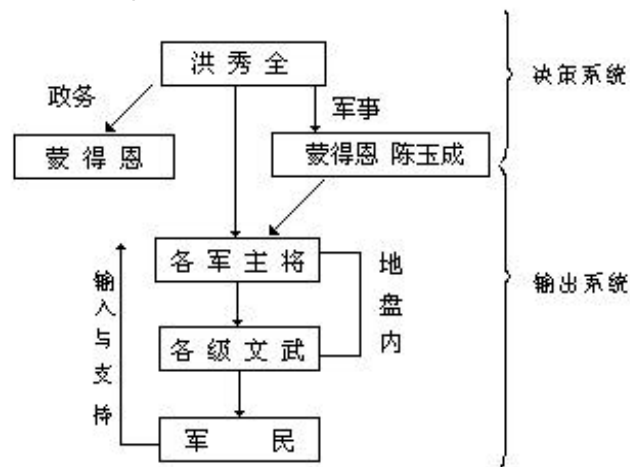 洪秀全
决策系统
政务
军事
蒙得恩
蒙得恩 陈玉成
各军主将
地盘内
输入与支持
输出系统
各级文武
军 民